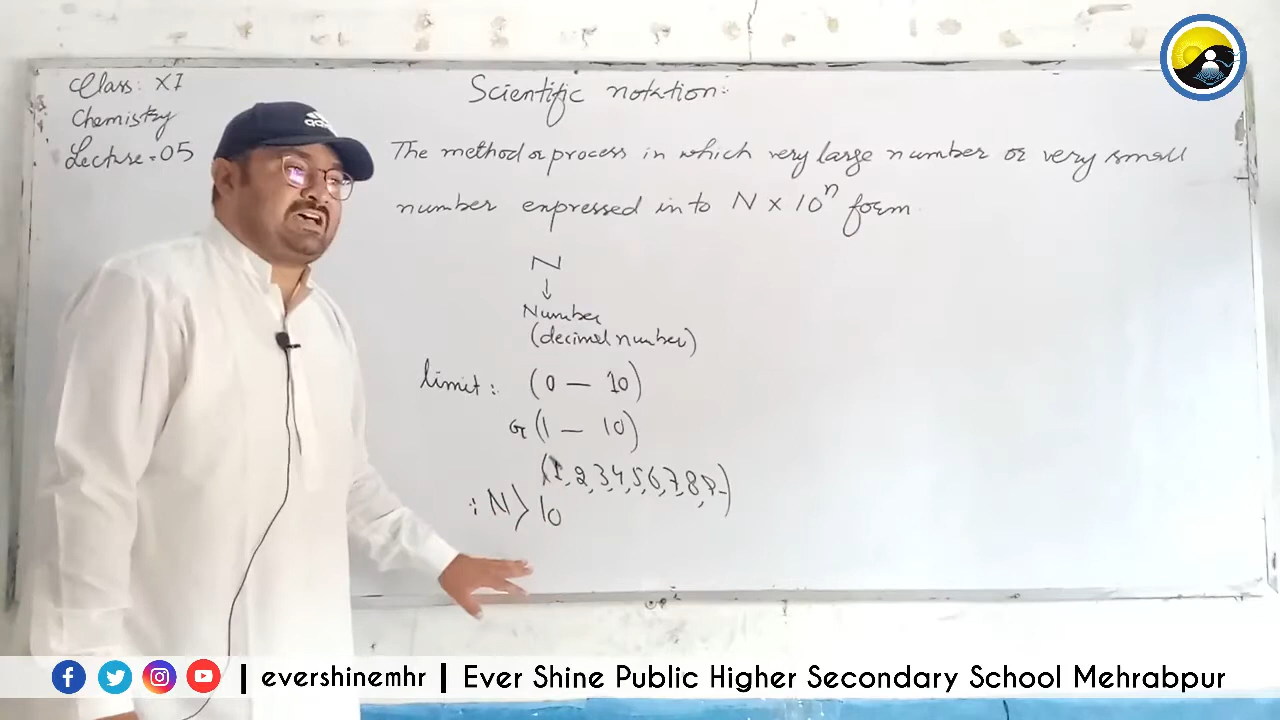 Class: XI
Chemistry
Lecture = 05
Scientific notation:
The method or process in which very large number or very small
number expressed in to N x 10ⁿ form.
N
↓
Number
(decimal number)
limit: (0 — 10)
or (1 — 10)
(1, 2, 3, 4, 5, 6, 7, 8, 9-)
: N > 10
evershinemhr | Ever Shine Public Higher Secondary School Mehrabpur